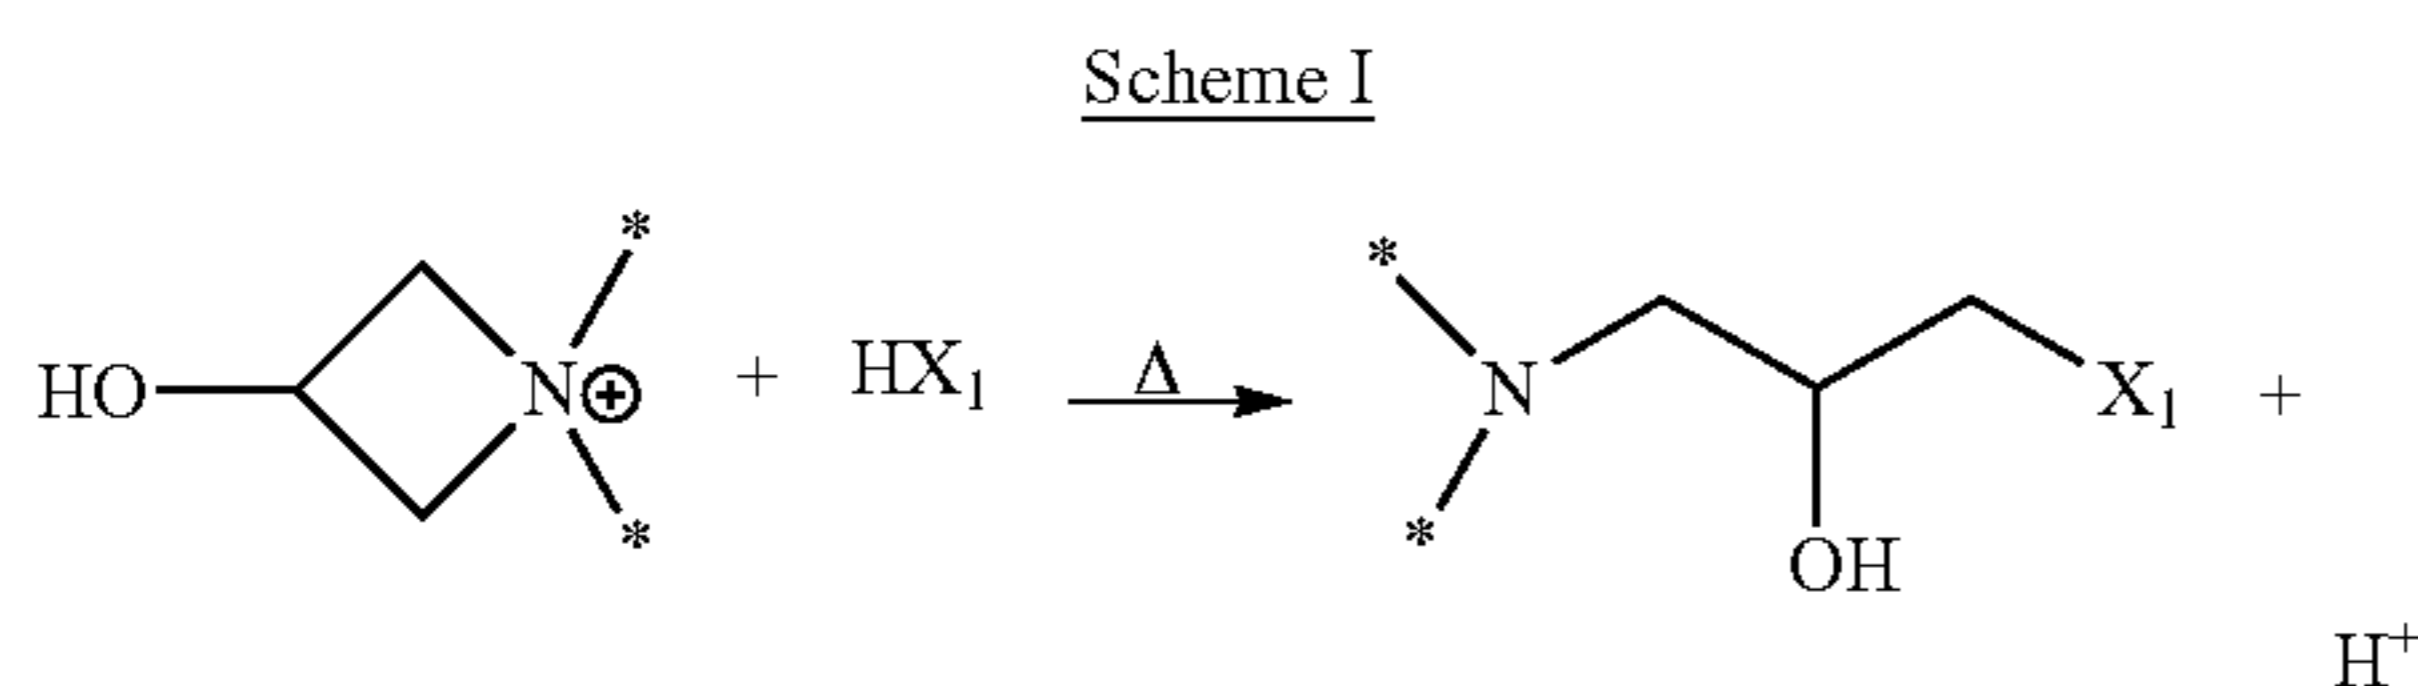 Scheme I
* *
HO N⊕ + HX₁ Δ N X₁ +
* *
OH
H⁺